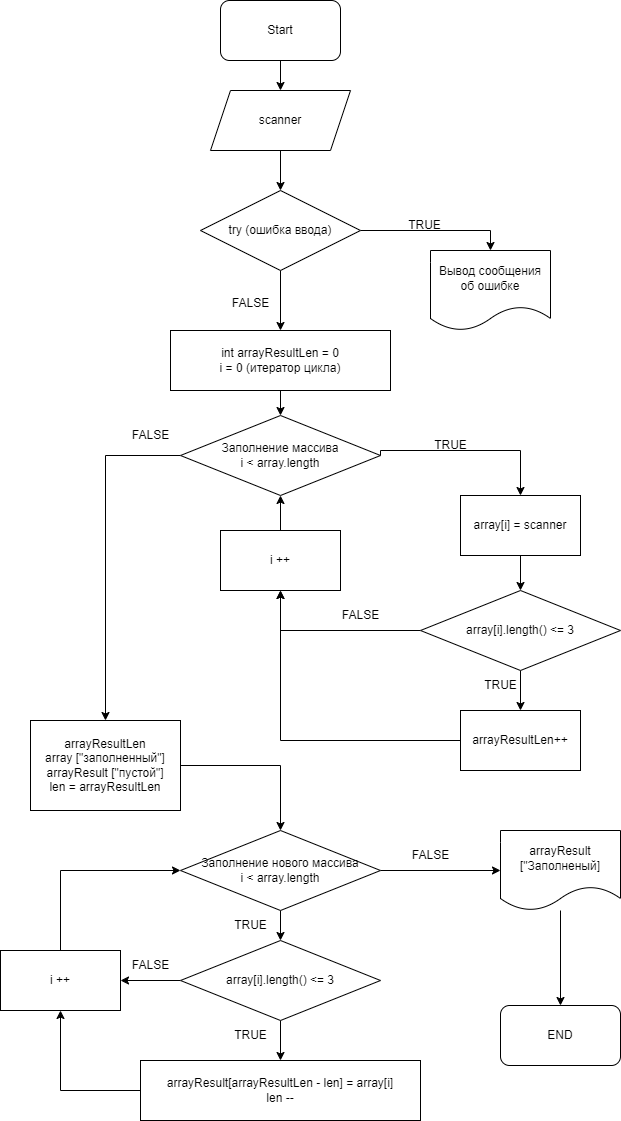 Start
scanner
try (ошибка ввода)
TRUE
Вывод сообщения
об ошибке
FALSE
int arrayResultLen = 0
i = 0 (итератор цикла)
FALSE
Заполнение массива
i < array.length
TRUE
array[i] = scanner
i ++
FALSE
array[i].length() <= 3
TRUE
arrayResultLen++
arrayResultLen
array ["заполненный"]
arrayResult ["пустой"]
len = arrayResultLen
Заполнение нового массива
i < array.length
FALSE
arrayResult
["Заполненый]
TRUE
FALSE
array[i].length() <= 3
i ++
TRUE
END
arrayResult[arrayResultLen - len] = array[i]
len --